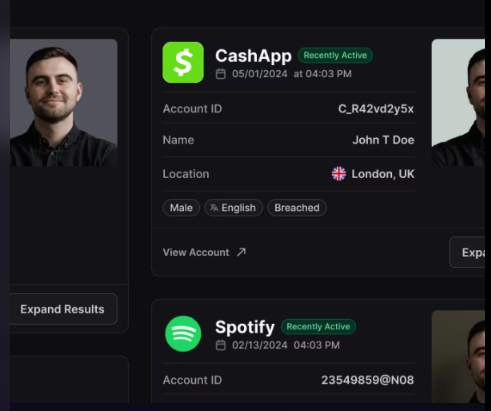 CashApp Recently Active
05/01/2024 at 04:03 PM
Account ID C_R42vd2y5x
Name John T Doe
Location London, UK
Male English Breached
View Account
Expand Results
Spotify Recently Active
02/13/2024 04:03 PM
Account ID 23549859@N08